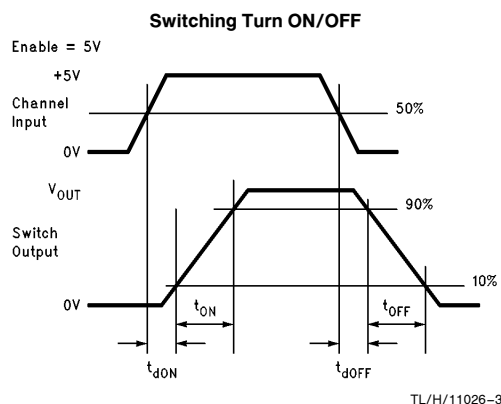 Switching Turn ON/OFF
Enable = 5V
+5V
Channel
Input
50%
0V
VOUT
90%
Switch
Output
10%
0V
tON
tOFF
tdON
tdOFF
TL/H/11026–3